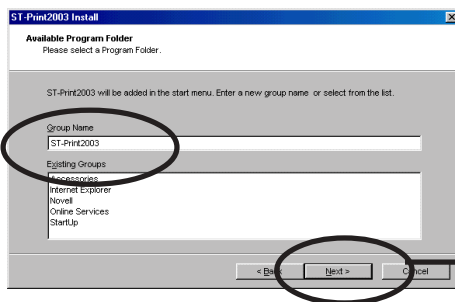 ST-Print2003 Install
Available Program Folder
Please select a Program Folder.
ST-Print2003 will be added in the start menu. Enter a new group name or select from the list.
Group Name
ST-Print2003
Existing Groups
Accessories
Internet Explorer
Novell
Online Services
StartUp
< Back Next > Cancel